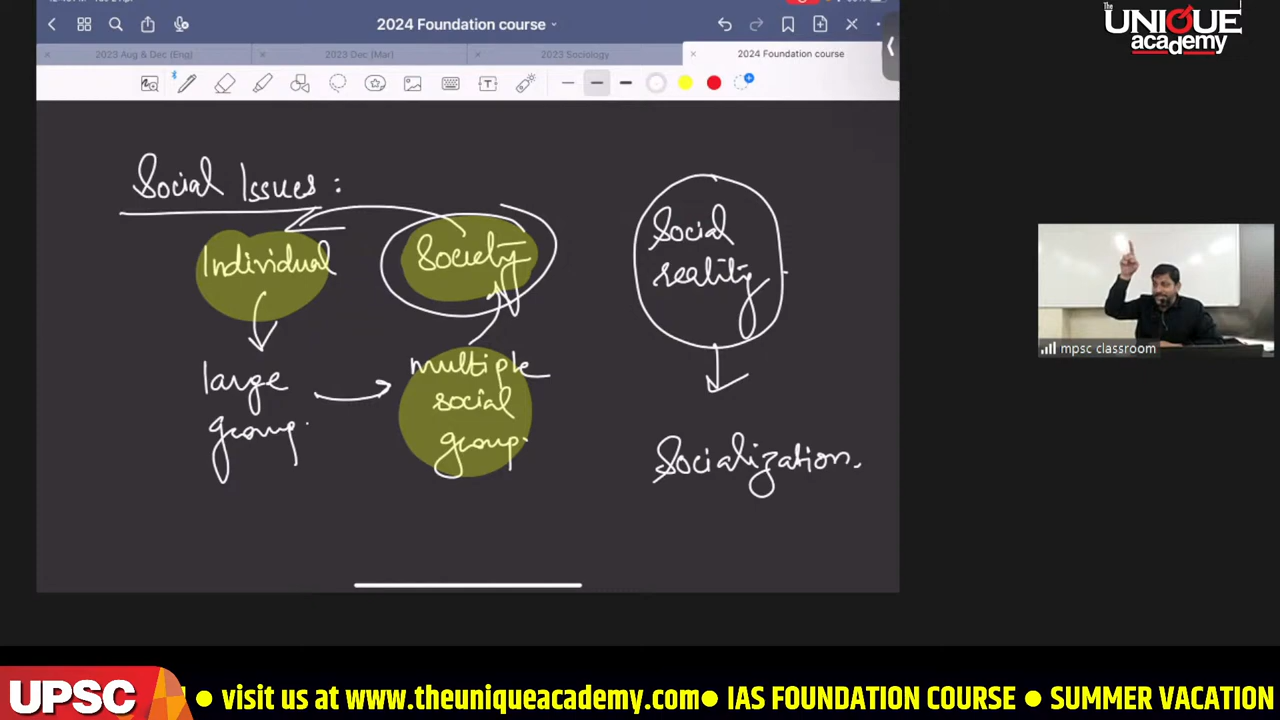 The
UNIQUE
academy
2024 Foundation course
2023 Aug & Dec (Eng)
2023 Dec (Mar)
2023 Sociology
2024 Foundation course
Social Issues :
Individual
Society
Social
reality
large
group.
multiple
social
group.
Socialization.
mpsc classroom
UPSC
● visit us at www.theuniqueacademy.com● IAS FOUNDATION COURSE ● SUMMER VACATION